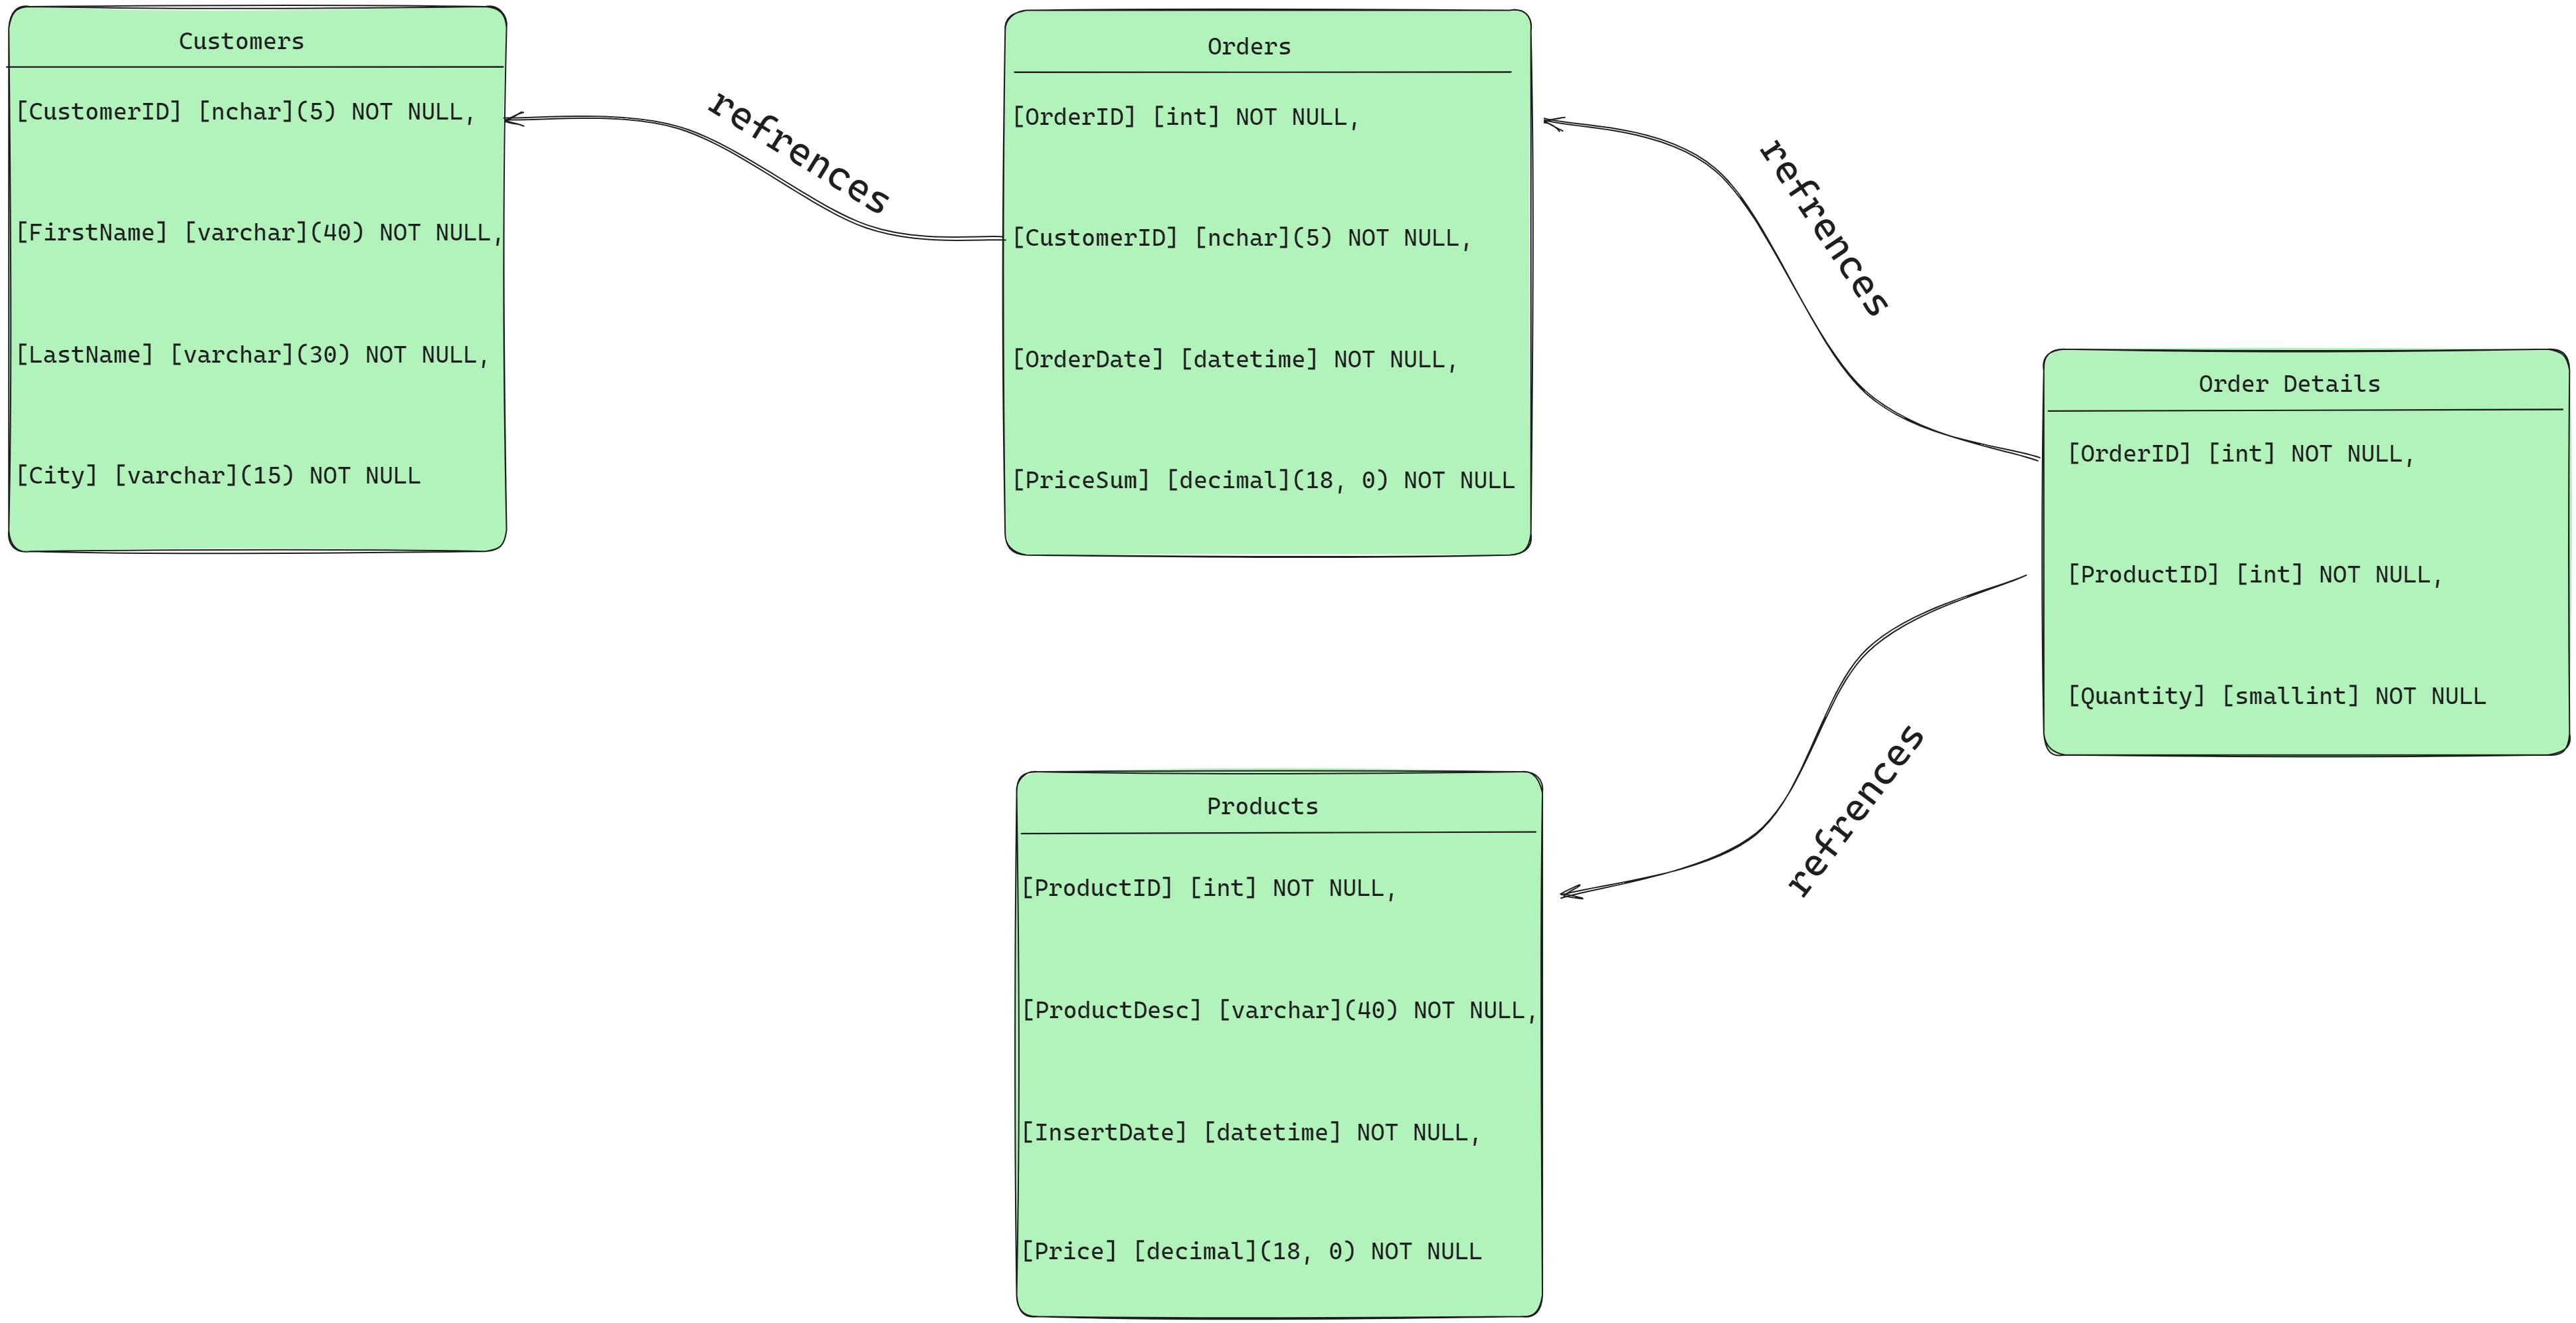 Customers
[CustomerID] [nchar](5) NOT NULL,
[FirstName] [varchar](40) NOT NULL,
[LastName] [varchar](30) NOT NULL,
[City] [varchar](15) NOT NULL
refrences
Orders
[OrderID] [int] NOT NULL,
[CustomerID] [nchar](5) NOT NULL,
[OrderDate] [datetime] NOT NULL,
[PriceSum] [decimal](18, 0) NOT NULL
refrences
Order Details
[OrderID] [int] NOT NULL,
[ProductID] [int] NOT NULL,
[Quantity] [smallint] NOT NULL
refrences
Products
[ProductID] [int] NOT NULL,
[ProductDesc] [varchar](40) NOT NULL,
[InsertDate] [datetime] NOT NULL,
[Price] [decimal](18, 0) NOT NULL